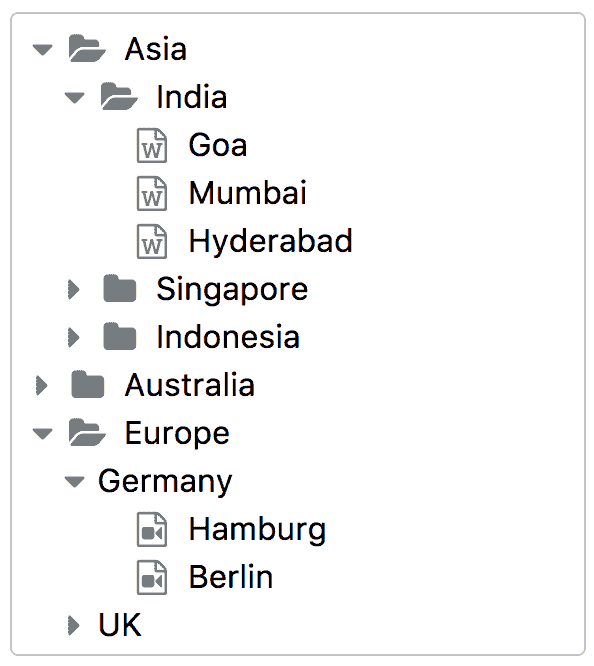 Asia
India
Goa
Mumbai
Hyderabad
Singapore
Indonesia
Australia
Europe
Germany
Hamburg
Berlin
UK